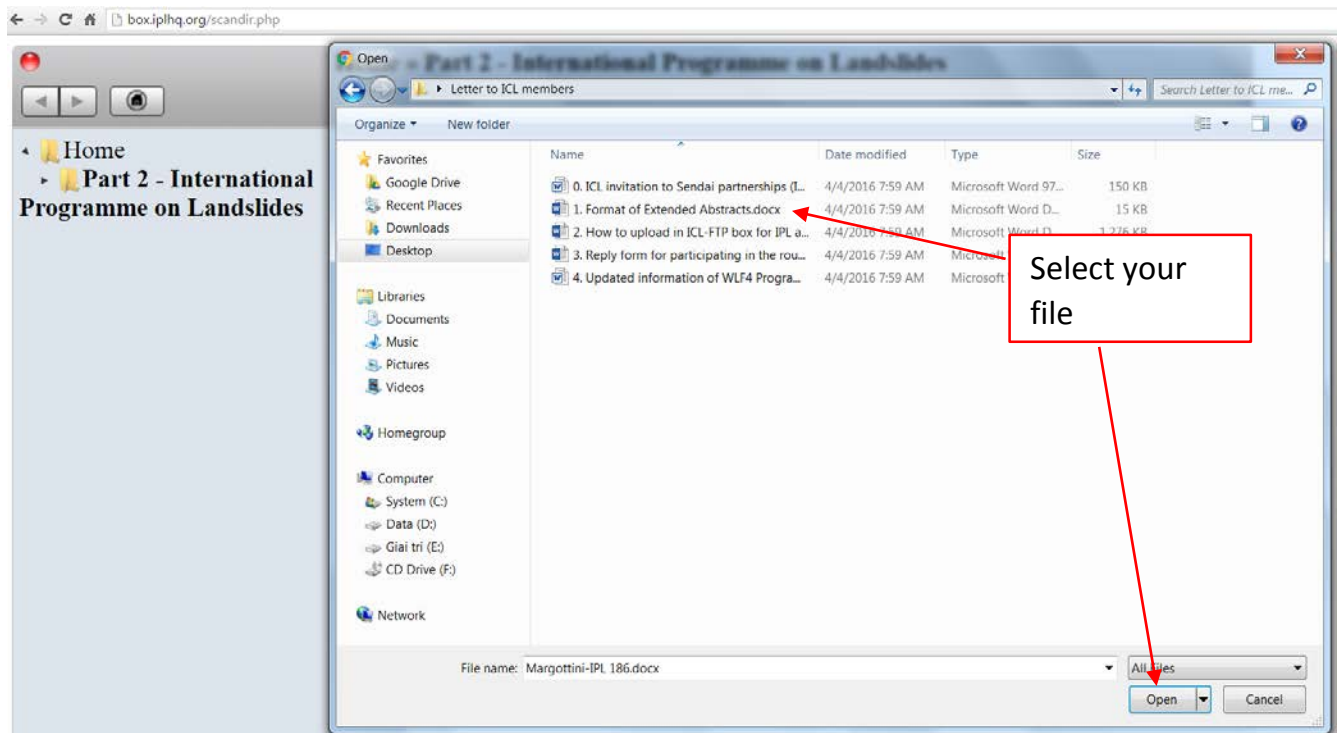 box.iplhq.org/scandir.php
Open
Part 2 - International Programme on Landslides
Letter to ICL members
Search Letter to ICL me...
Organize
New folder
Home
Part 2 - International
Programme on Landslides
Favorites
Google Drive
Recent Places
Downloads
Desktop
Libraries
Documents
Music
Pictures
Videos
Homegroup
Computer
System (C:)
Data (D:)
Giai tri (E:)
CD Drive (F:)
Network
Name Date modified Type Size
0. ICL invitation to Sendai partnerships (I... 4/4/2016 7:59 AM Microsoft Word 97... 150 KB
1. Format of Extended Abstracts.docx 4/4/2016 7:59 AM Microsoft Word D... 15 KB
2. How to upload in ICL-FTP box for IPL a... 4/4/2016 7:59 AM Microsoft Word D... 1,276 KB
3. Reply form for participating in the rou... 4/4/2016 7:59 AM Microsoft
4. Updated information of WLF4 Progra... 4/4/2016 7:59 AM Microsoft
Select your
file
File name: Margottini-IPL 186.docx
All Files
Open
Cancel